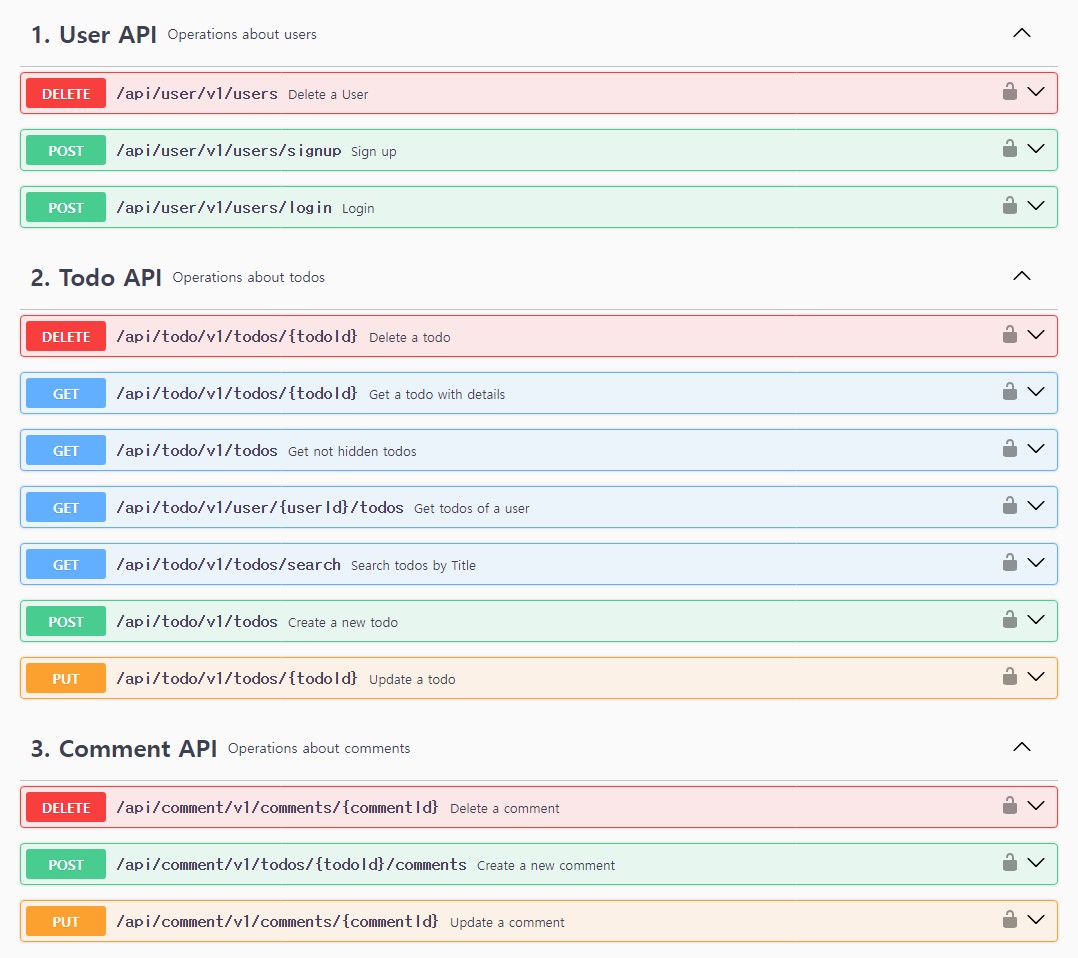 1. User API Operations about users
DELETE /api/user/v1/users Delete a User
POST /api/user/v1/users/signup Sign up
POST /api/user/v1/users/login Login
2. Todo API Operations about todos
DELETE /api/todo/v1/todos/{todoId} Delete a todo
GET /api/todo/v1/todos/{todoId} Get a todo with details
GET /api/todo/v1/todos Get not hidden todos
GET /api/todo/v1/user/{userId}/todos Get todos of a user
GET /api/todo/v1/todos/search Search todos by Title
POST /api/todo/v1/todos Create a new todo
PUT /api/todo/v1/todos/{todoId} Update a todo
3. Comment API Operations about comments
DELETE /api/comment/v1/comments/{commentId} Delete a comment
POST /api/comment/v1/todos/{todoId}/comments Create a new comment
PUT /api/comment/v1/comments/{commentId} Update a comment